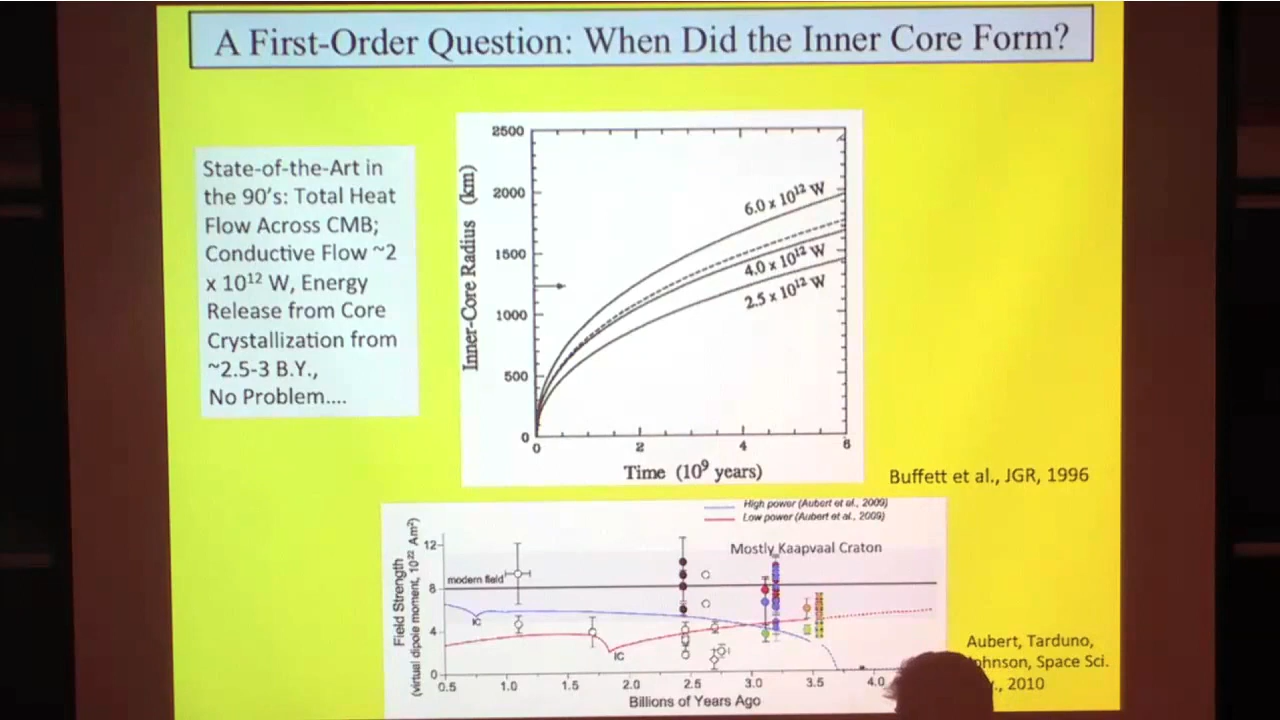 A First-Order Question: When Did the Inner Core Form?
State-of-the-Art in
the 90's: Total Heat
Flow Across CMB;
Conductive Flow ~2
x 10¹² W, Energy
Release from Core
Crystallization from
~2.5-3 B.Y.,
No Problem....
Inner-Core Radius (km)
2500
2000
1500
1000
500
0
6.0 x 10¹² W
4.0 x 10¹² W
2.5 x 10¹² W
0 2 4 6
Time (10⁹ years)
Buffett et al., JGR, 1996
High power (Aubert et al., 2009)
Low power (Aubert et al., 2009)
Mostly Kaapvaal Craton
Field Strength
(virtual dipole moment, 10²² Am²)
12
8
4
0
modern field
IC
IC
0.5 1.0 1.5 2.0 2.5 3.0 3.5 4.0
Billions of Years Ago
Aubert, Tarduno,
Space Sci.
2010